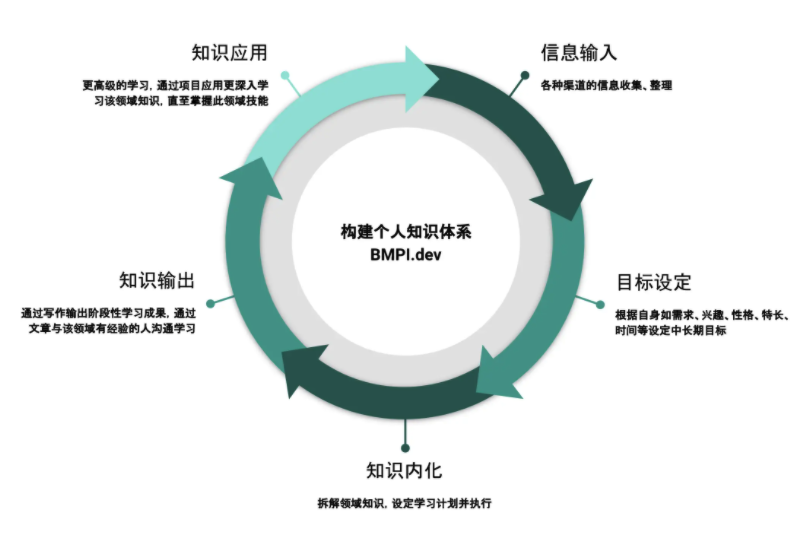 知识应用
更高级的学习，通过项目应用更深入学
习该领域知识，直至掌握此领域技能
信息输入
各种渠道的信息收集、整理
构建个人知识体系
BMPI.dev
目标设定
根据自身如需求、兴趣、性格、特长、
时间等设定中长期目标
知识内化
拆解领域知识，设定学习计划并执行
知识输出
通过写作输出阶段性学习成果，通过
文章与该领域有经验的人沟通学习